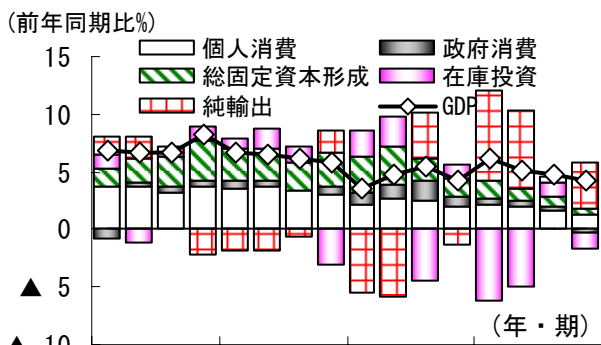 (前年同期比%)
15
個人消費 政府消費
総固定資本形成 在庫投資
純輸出 GDP
10
5
0
▲ 5
(年・期)
▲ 10